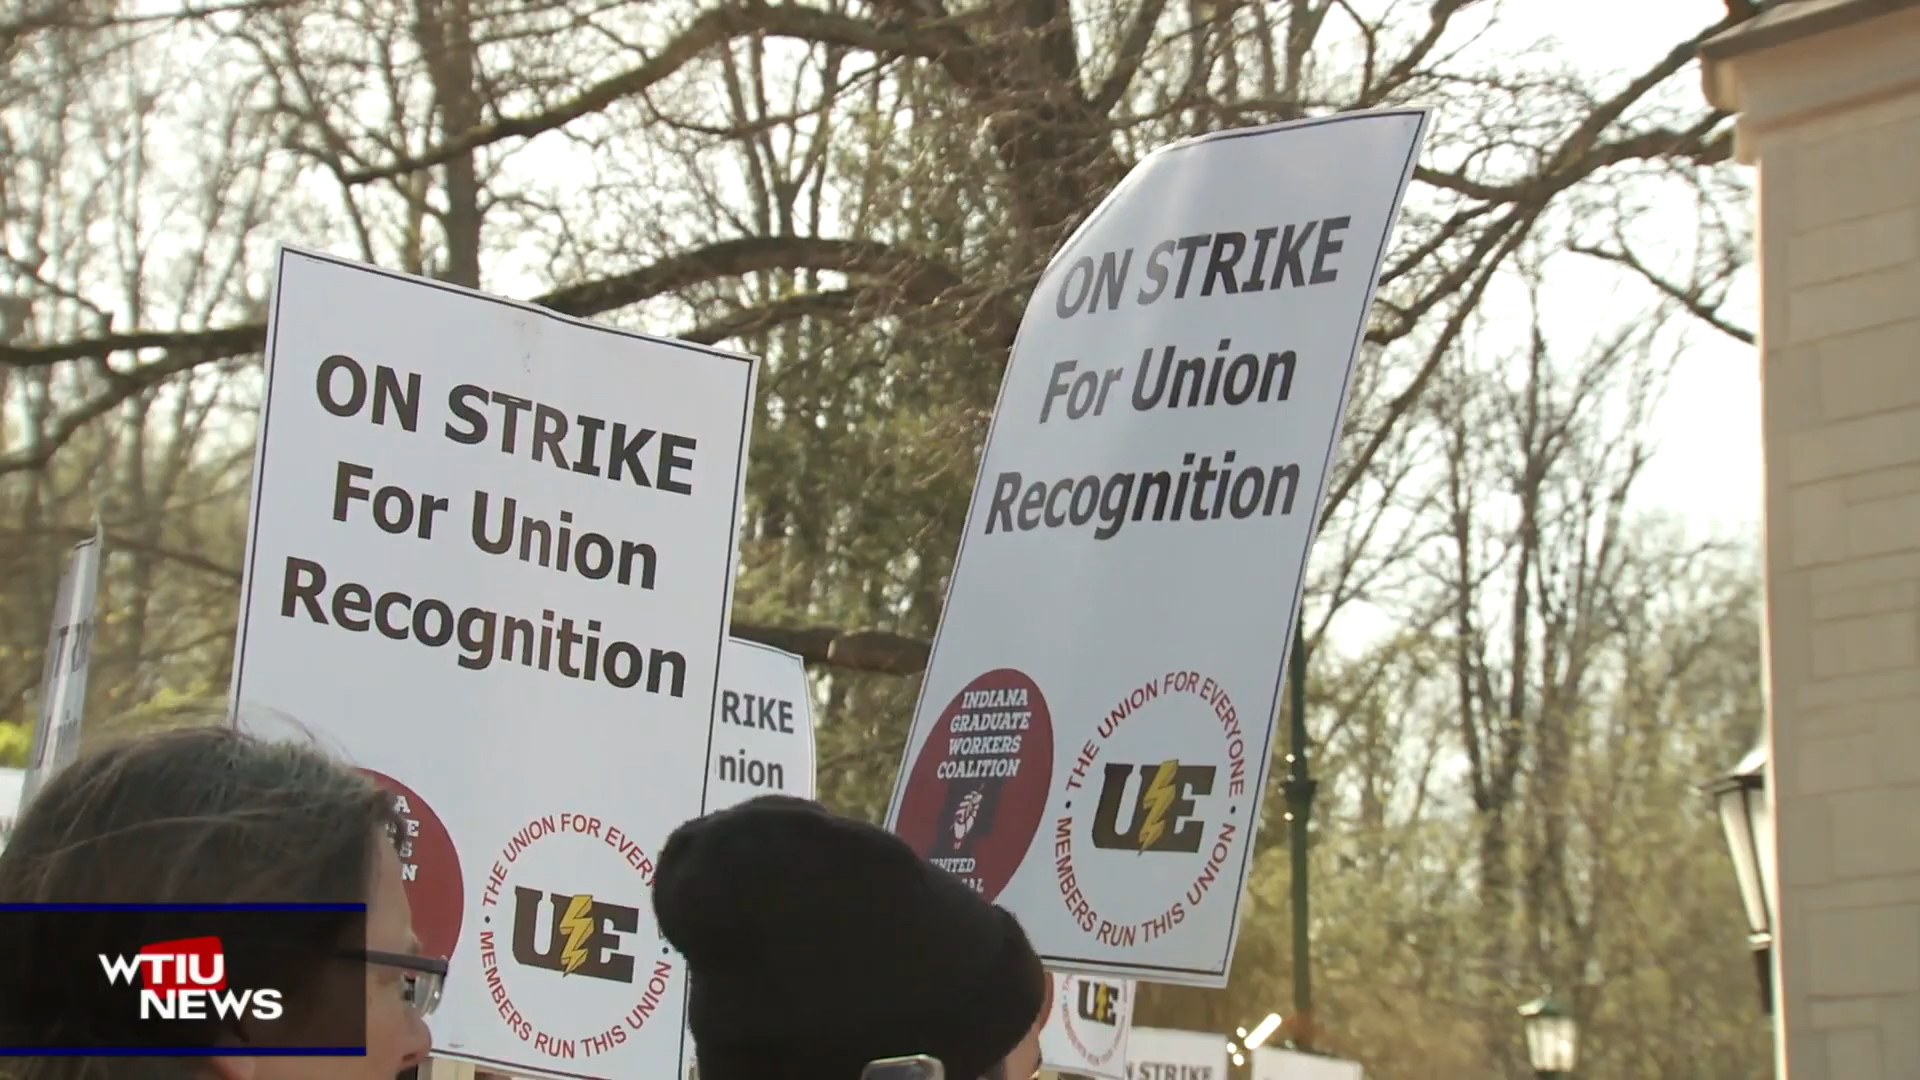 ON STRIKE
For Union
Recognition
THE UNION FOR EVERY
UE
MEMBERS RUN THIS UNION
RIKE
nion
ON STRIKE
For Union
Recognition
INDIANA
GRADUATE
WORKERS
COALITION
THE UNION FOR EVERYONE
UE
MEMBERS RUN THIS UNION
UE
STRIKE
WTIU
NEWS